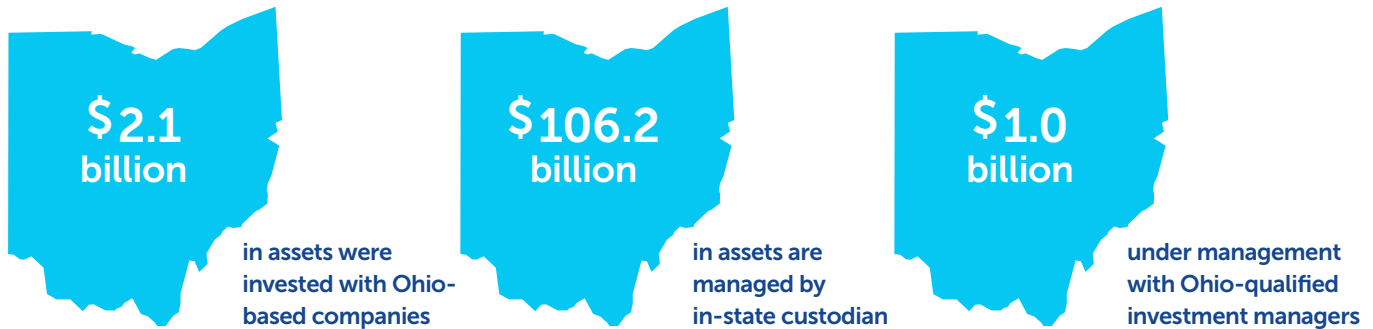 $2.1
billion
in assets were
invested with Ohio-
based companies
$106.2
billion
in assets are
managed by
in-state custodian
$1.0
billion
under management
with Ohio-qualified
investment managers